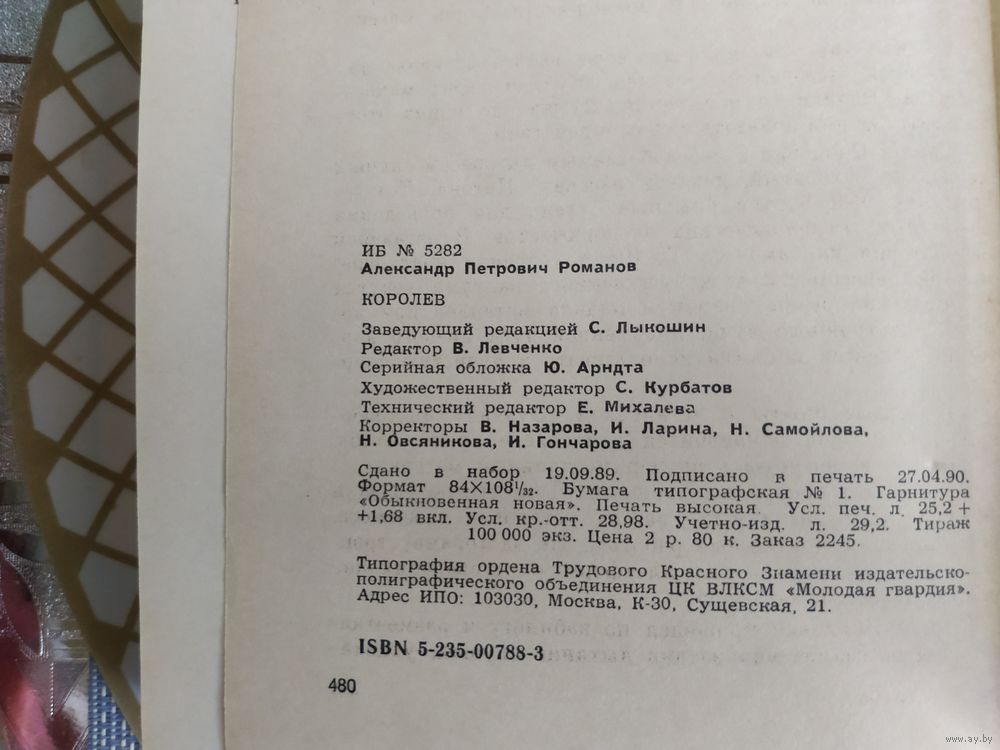 ИБ № 5282
Александр Петрович Романов
КОРОЛЕВ
Заведующий редакцией С. Лыкошин
Редактор В. Левченко
Серийная обложка Ю. Арндта
Художественный редактор С. Курбатов
Технический редактор Е. Михалева
Корректоры В. Назарова, И. Ларина, Н. Самойлова,
Н. Овсяникова, И. Гончарова
Сдано в набор 19.09.89. Подписано в печать 27.04.90.
Формат 84×108¹/₃₂. Бумага типографская № 1. Гарнитура
«Обыкновенная новая». Печать высокая. Усл. печ. л. 25,2 +
+1,68 вкл. Усл. кр.-отт. 28,98. Учетно-изд. л. 29,2. Тираж
100 000 экз. Цена 2 р. 80 к. Заказ 2245.
Типография ордена Трудового Красного Знамени издательско-
полиграфического объединения ЦК ВЛКСМ «Молодая гвардия».
Адрес ИПО: 103030, Москва, К-30, Сущевская, 21.
ISBN 5-235-00788-3
480
www.ay.by